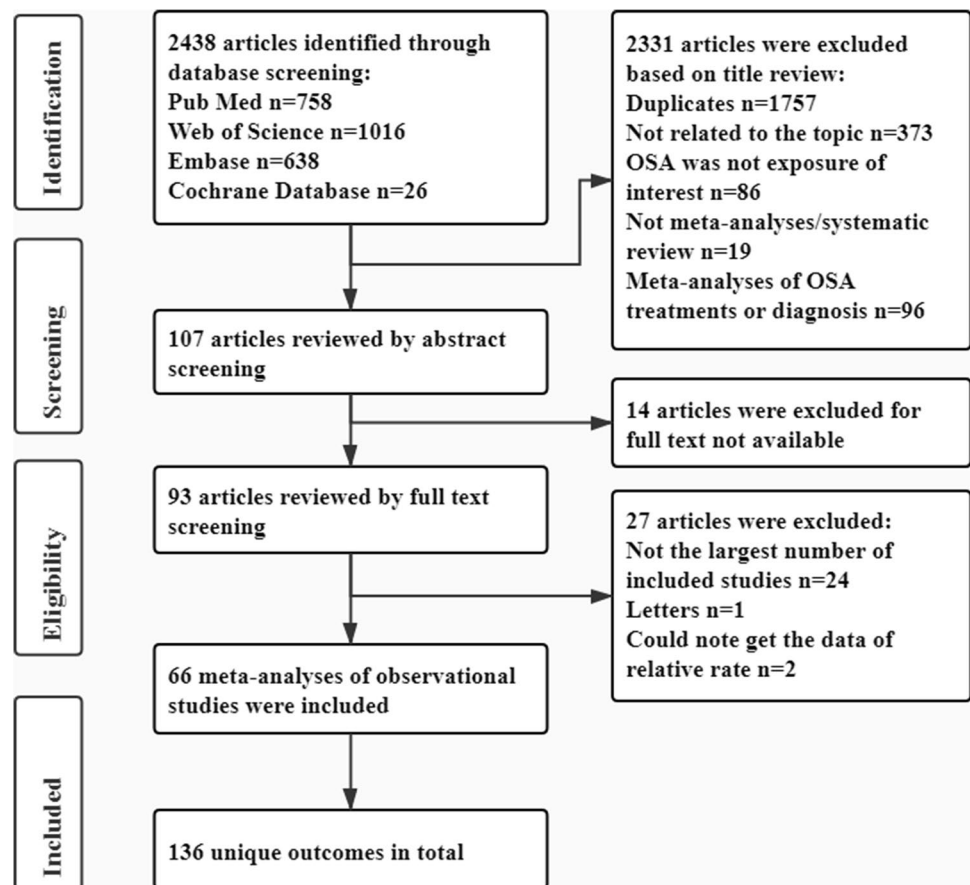 Identification
2438 articles identified through
database screening:
Pub Med n=758
Web of Science n=1016
Embase n=638
Cochrane Database n=26
2331 articles were excluded
based on title review:
Duplicates n=1757
Not related to the topic n=373
OSA was not exposure of
interest n=86
Not meta-analyses/systematic
review n=19
Meta-analyses of OSA
treatments or diagnosis n=96
Screening
107 articles reviewed by abstract
screening
14 articles were excluded for
full text not available
Eligibility
93 articles reviewed by full text
screening
27 articles were excluded:
Not the largest number of
included studies n=24
Letters n=1
Could note get the data of
relative rate n=2
66 meta-analyses of observational
studies were included
Included
136 unique outcomes in total